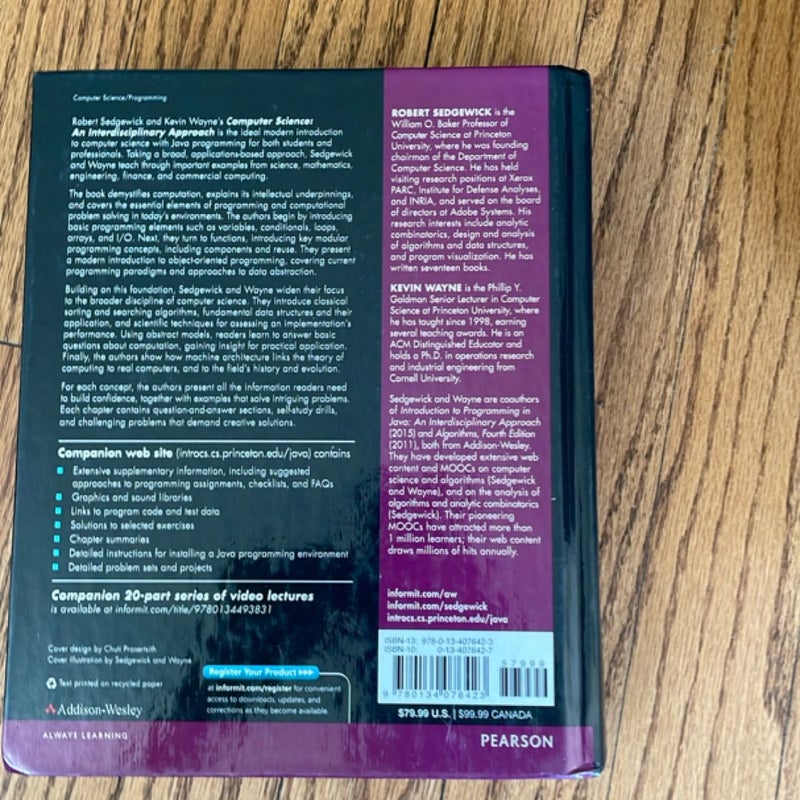 Computer Science/Programming
Robert Sedgewick and Kevin Wayne's Computer Science:
An Interdisciplinary Approach is the ideal modern introduction
to computer science with Java programming for both students and
professionals. Taking a broad, applications-based approach, Sedgewick
and Wayne teach through important examples from science, mathematics,
engineering, finance, and commercial computing.
The book demystifies computation, explains its intellectual underpinnings,
and covers the essential elements of programming and computational
problem solving in today's environments. The authors begin by introducing
basic programming elements such as variables, conditionals, loops,
arrays, and I/O. Next, they turn to functions, introducing key modular
programming concepts, including components and reuse. They present
a modern introduction to object-oriented programming, covering current
programming paradigms and approaches to data abstraction.
Building on this foundation, Sedgewick and Wayne widen their focus
to the broader discipline of computer science. They introduce classical
sorting and searching algorithms, fundamental data structures and their
application, and scientific techniques for assessing an implementation's
performance. Using abstract models, readers learn to answer basic
questions about computation, gaining insight for practical application.
Finally, the authors show how machine architecture links the theory of
computing to real computers, and to the field's history and evolution.
For each concept, the authors present all the information readers need
to build confidence, together with examples that solve intriguing problems.
Each chapter contains question-and-answer sections, self-study drills,
and challenging problems that demand creative solutions.
Companion web site (introcs.cs.princeton.edu/java) contains
Extensive supplementary information, including suggested
approaches to programming assignments, checklists, and FAQs
Graphics and sound libraries
Links to program code and test data
Solutions to selected exercises
Chapter summaries
Detailed instructions for installing a Java programming environment
Detailed problem sets and projects
Companion 20-part series of video lectures
is available at informit.com/title/9780134493831
Cover design by Chuti Prasertsith
Cover illustration by Sedgewick and Wayne
Text printed on recycled paper
Addison-Wesley
ALWAYS LEARNING
Register Your Product >>>
at informit.com/register for convenient
access to downloads, updates, and
corrections as they become available.
ROBERT SEDGEWICK is the
William O. Baker Professor of
Computer Science at Princeton
University, where he was founding
chairman of the Department of
Computer Science. He has held
visiting research positions at Xerox
PARC, Institute for Defense Analyses,
and INRIA, and served on the board
of directors at Adobe Systems. His
research interests include analytic
combinatorics, design and analysis
of algorithms and data structures,
and program visualization. He has
written seventeen books.
KEVIN WAYNE is the Phillip Y.
Goldman Senior Lecturer in Computer
Science at Princeton University, where
he has taught since 1998, earning
several teaching awards. He is an
ACM Distinguished Educator and
holds a Ph.D. in operations research
and industrial engineering from
Cornell University.
Sedgewick and Wayne are coauthors
of Introduction to Programming in
Java: An Interdisciplinary Approach
(2015) and Algorithms, Fourth Edition
(2011), both from Addison-Wesley.
They have developed extensive web
content and MOOCs on computer
science and algorithms (Sedgewick
and Wayne), and on the analysis of
algorithms and analytic combinatorics
(Sedgewick). Their pioneering
MOOCs have attracted more than
1 million learners; their web content
draws millions of hits annually.
informit.com/aw
informit.com/sedgewick
introcs.cs.princeton.edu/java
ISBN-13: 978-0-13-407642-3
ISBN-10: 0-13-407642-7
57999
9 780134 076423
$79.99 U.S. | $99.99 CANADA
PEARSON